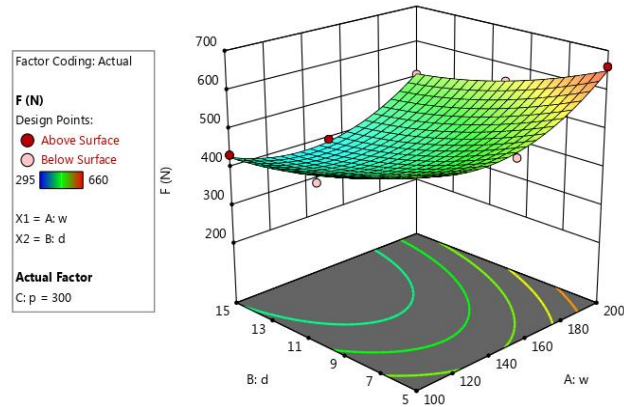 Factor Coding: Actual
F (N)
Design Points:
Above Surface
Below Surface
295 660
X1 = A: w
X2 = B: d
Actual Factor
C: p = 300
700
600
500
400
300
200
F (N)
15
13
11
9
7
5
B: d
100
120
140
160
180
200
A: w